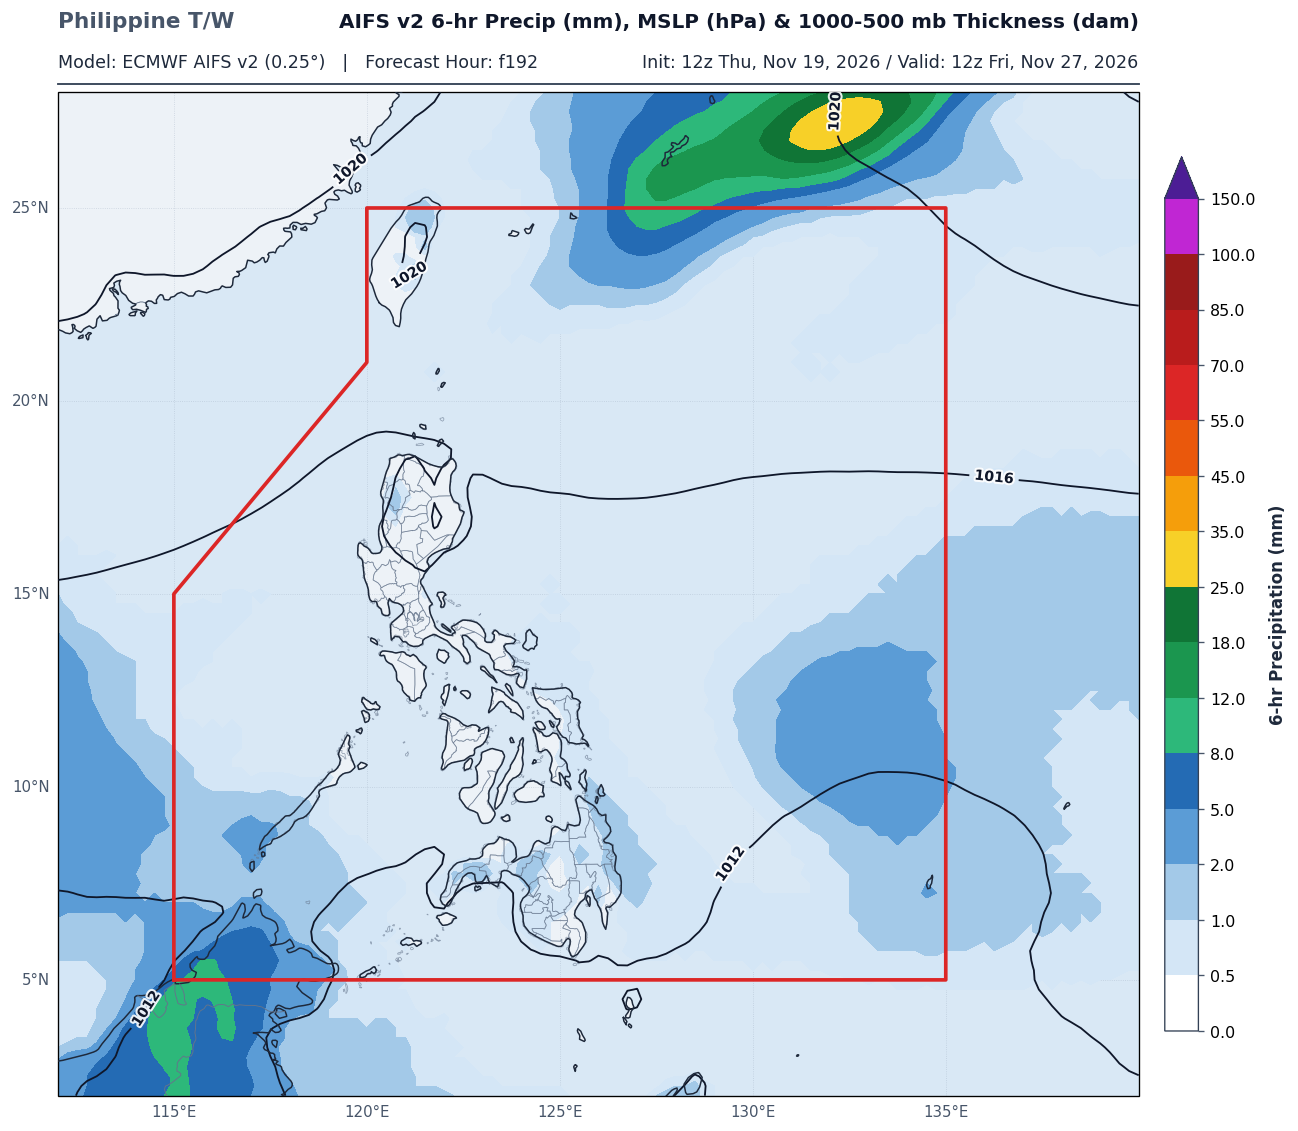 Philippine T/W
AIFS v2 6-hr Precip (mm), MSLP (hPa) & 1000-500 mb Thickness (dam)
Model: ECMWF AIFS v2 (0.25°) | Forecast Hour: f192
Init: 12z Thu, Nov 19, 2026 / Valid: 12z Fri, Nov 27, 2026
1020
1020
1020
1016
1012
1012
25°N
20°N
15°N
10°N
5°N
115°E
120°E
125°E
130°E
135°E
150.0
100.0
85.0
70.0
55.0
45.0
35.0
25.0
18.0
12.0
8.0
5.0
2.0
1.0
0.5
0.0
6-hr Precipitation (mm)